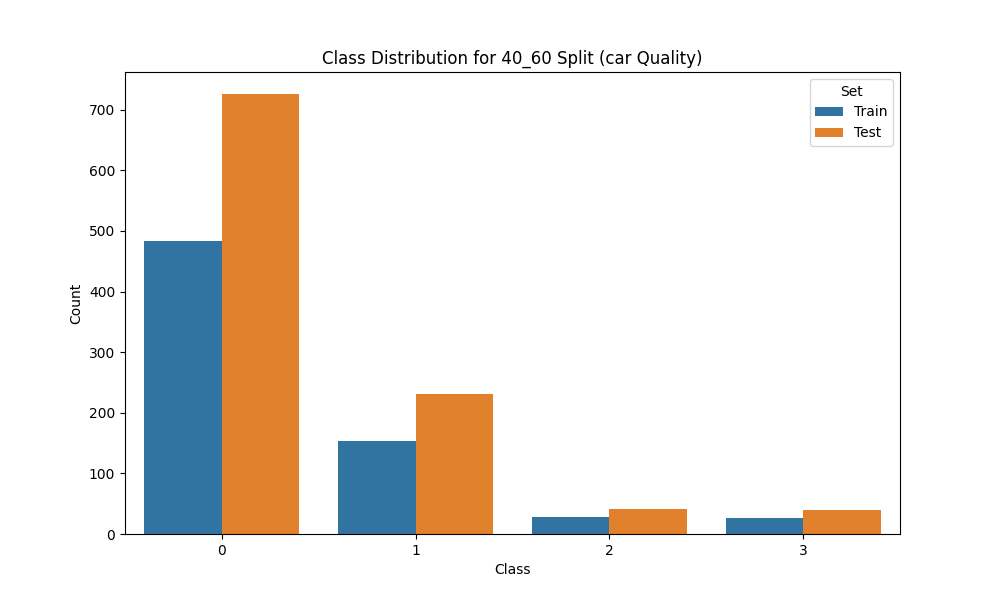 Class Distribution for 40_60 Split (car Quality)
Set
Train
Test
700
600
500
400
300
200
100
0
Count
0 1 2 3
Class